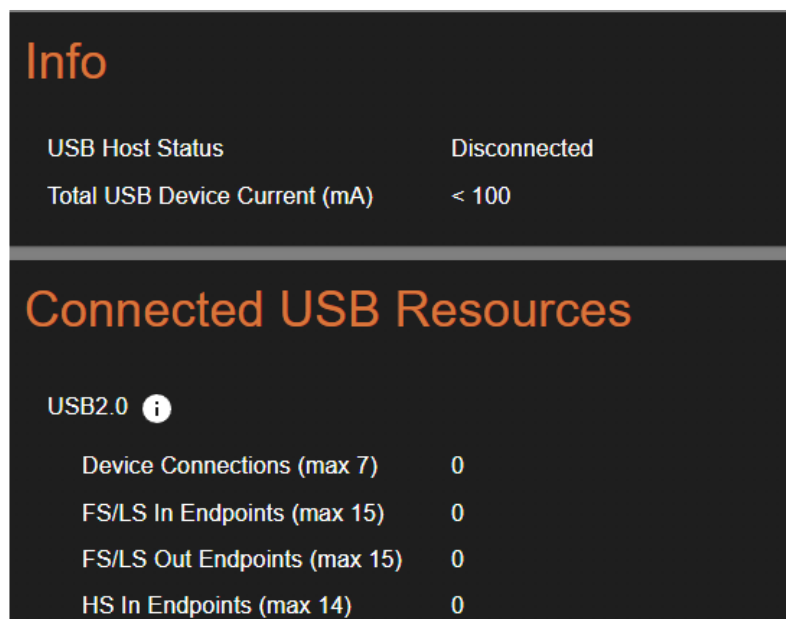 Info
USB Host Status Disconnected
Total USB Device Current (mA) < 100
Connected USB Resources
USB2.0 i
Device Connections (max 7) 0
FS/LS In Endpoints (max 15) 0
FS/LS Out Endpoints (max 15) 0
HS In Endpoints (max 14) 0